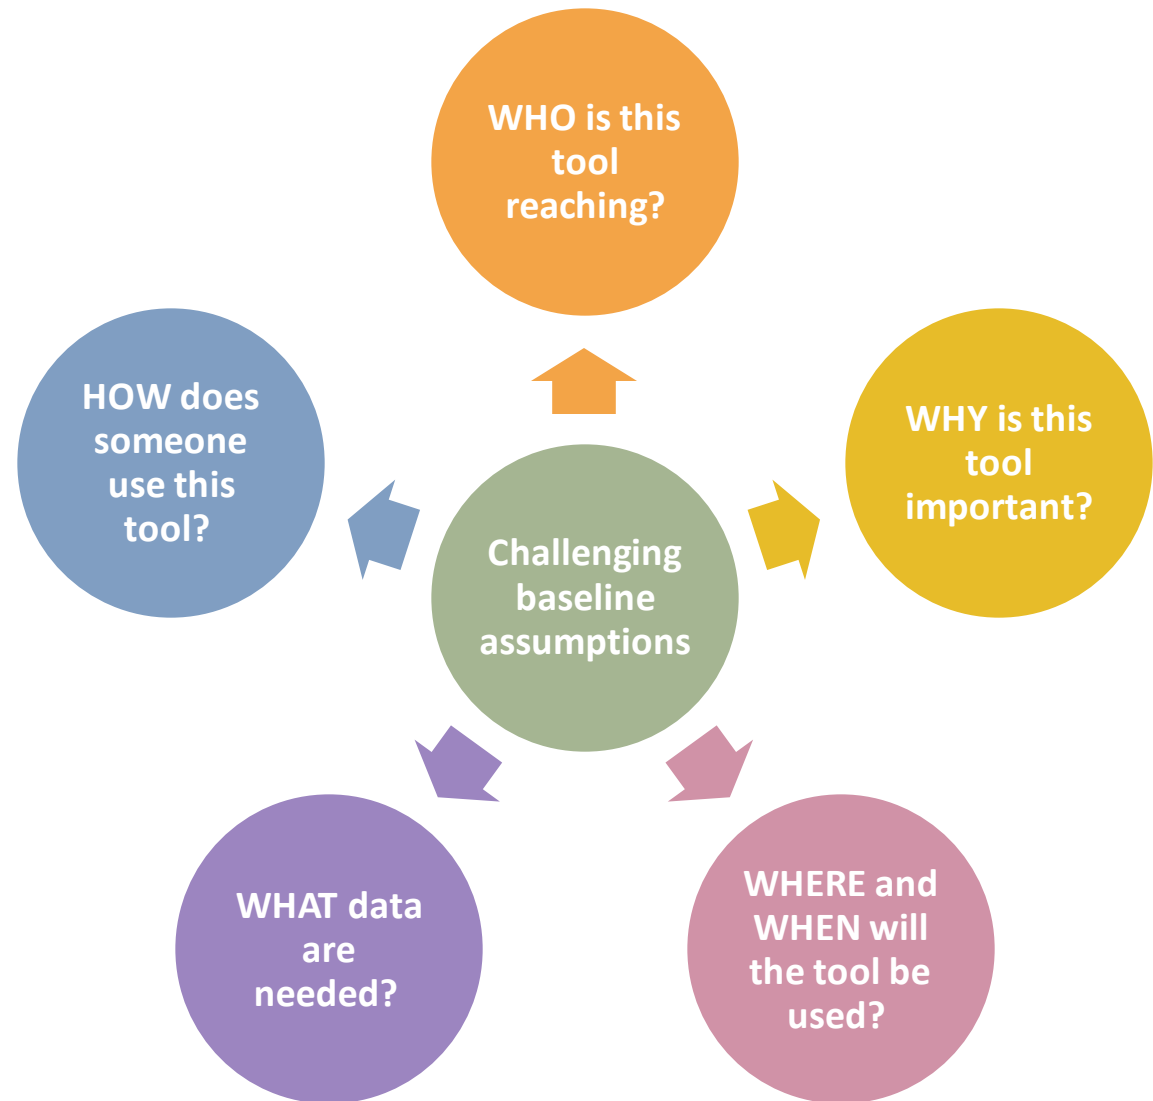 WHO is this
tool
reaching?
WHY is this
tool
important?
WHERE and
WHEN will
the tool be
used?
WHAT data
are
needed?
HOW does
someone
use this
tool?
Challenging
baseline
assumptions